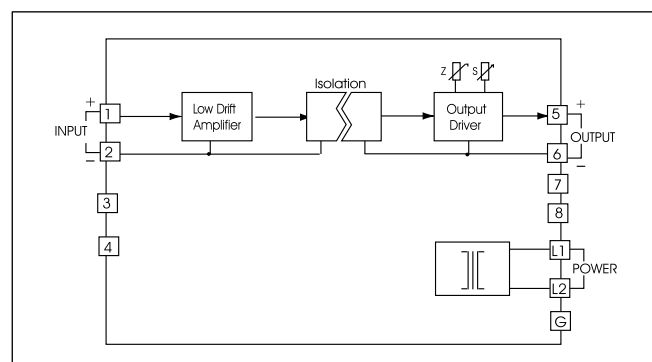 Isolation
Z S
+
1
INPUT
2
−
Low Drift
Amplifier
Output
Driver
5
+
OUTPUT
6
−
3
4
7
8
L1
POWER
L2
G